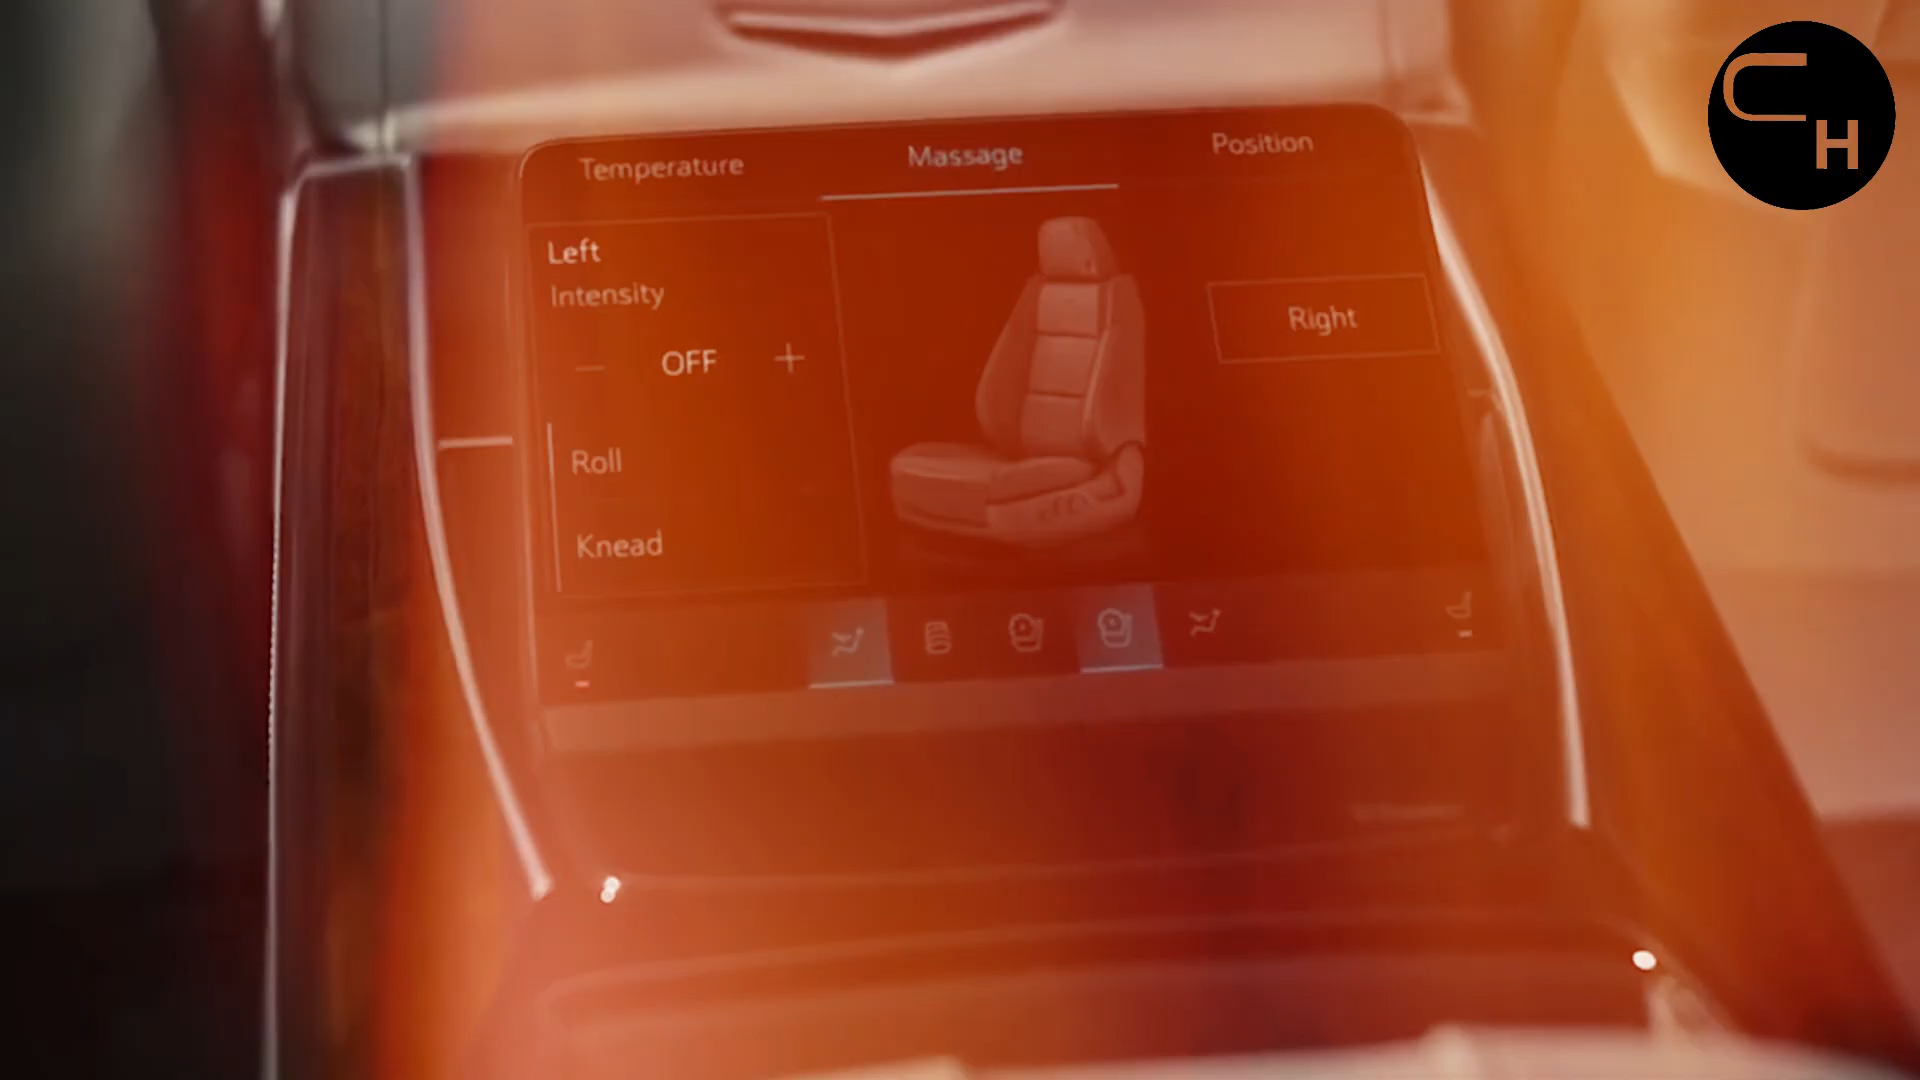 CH
Temperature Massage Position
Left
Intensity
− OFF +
Right
Roll
Knead